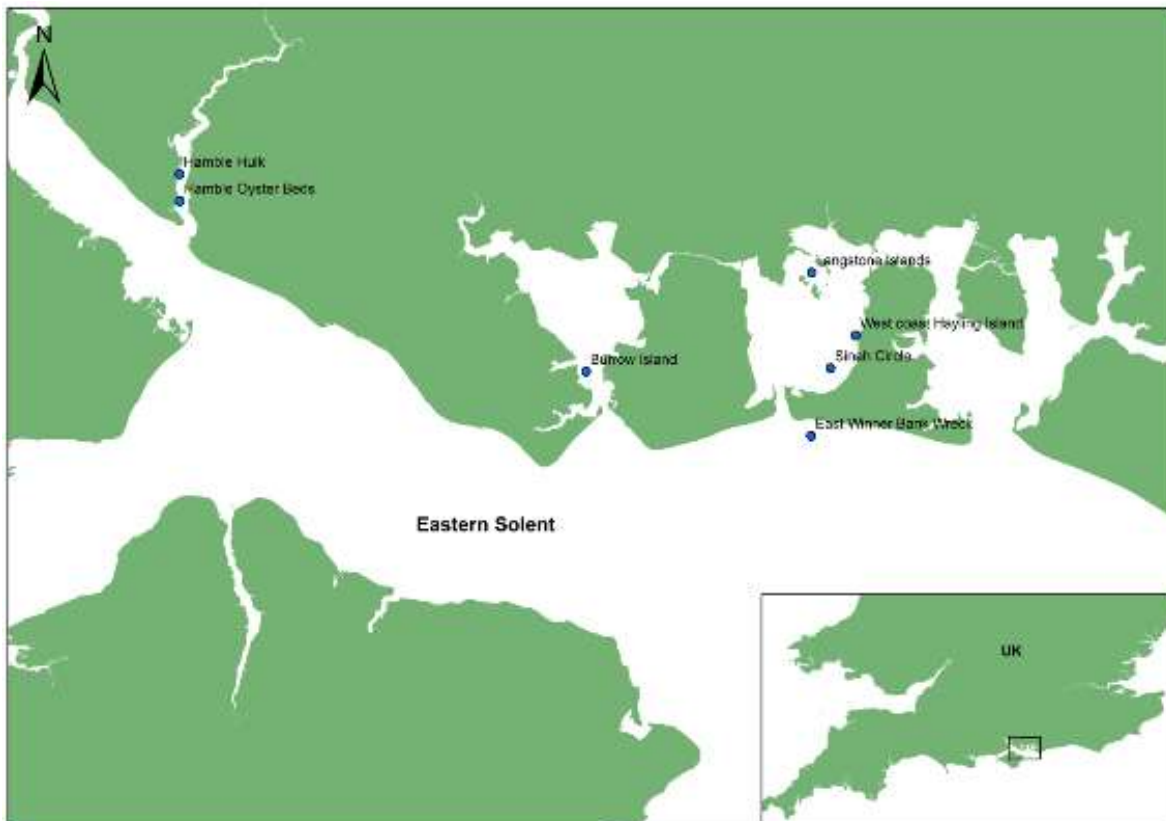 N
Hamble Hulk
Hamble Oyster Beds
Langstone Islands
West coast Hayling Island
Sinah Circle
Burrow Island
East Winner Bank Wreck
Eastern Solent
UK